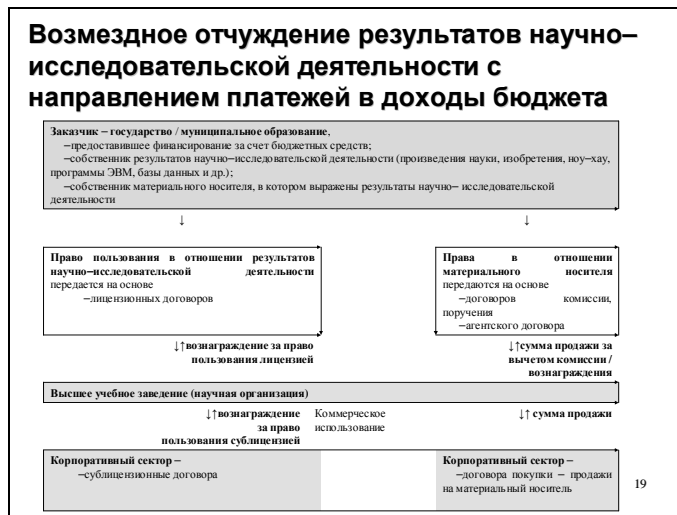 Возмездное отчуждение результатов научно–
исследовательской деятельности с
направлением платежей в доходы бюджета
Заказчик – государство / муниципальное образование,
–предоставившее финансирование за счет бюджетных средств;
–собственник результатов научно–исследовательской деятельности (произведения науки, изобретения, ноу–хау,
программы ЭВМ, базы данных и др.);
–собственник материального носителя, в котором выражены результаты научно– исследовательской
деятельности
↓
↓
Право пользования в отношении результатов
научно–исследовательской деятельности
передается на основе
–лицензионных договоров
Права в отношении
материального носителя
передаются на основе
–договоров комиссии,
поручения
–агентского договора
↓↑вознаграждение за право
пользования лицензией
↓↑сумма продажи за
вычетом комиссии /
вознаграждения
Высшее учебное заведение (научная организация)
↓↑вознаграждение
за право
пользования сублицензией
Коммерческое
использование
↓↑ сумма продажи
Корпоративный сектор –
–сублицензионные договора
Корпоративный сектор –
–договора покупки – продажи
на материальный носитель
19